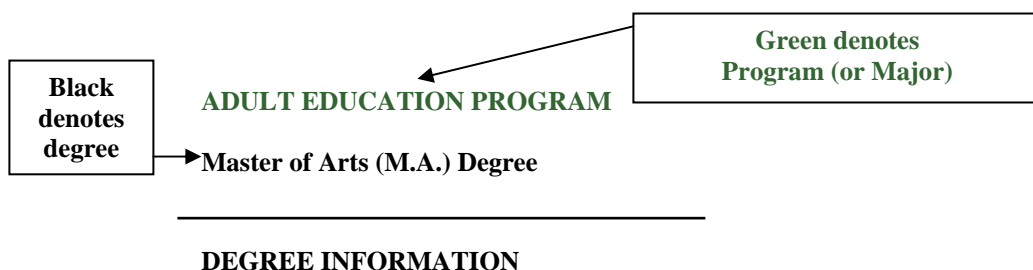 Green denotes
Program (or Major)
Black
denotes
degree
ADULT EDUCATION PROGRAM
Master of Arts (M.A.) Degree
DEGREE INFORMATION